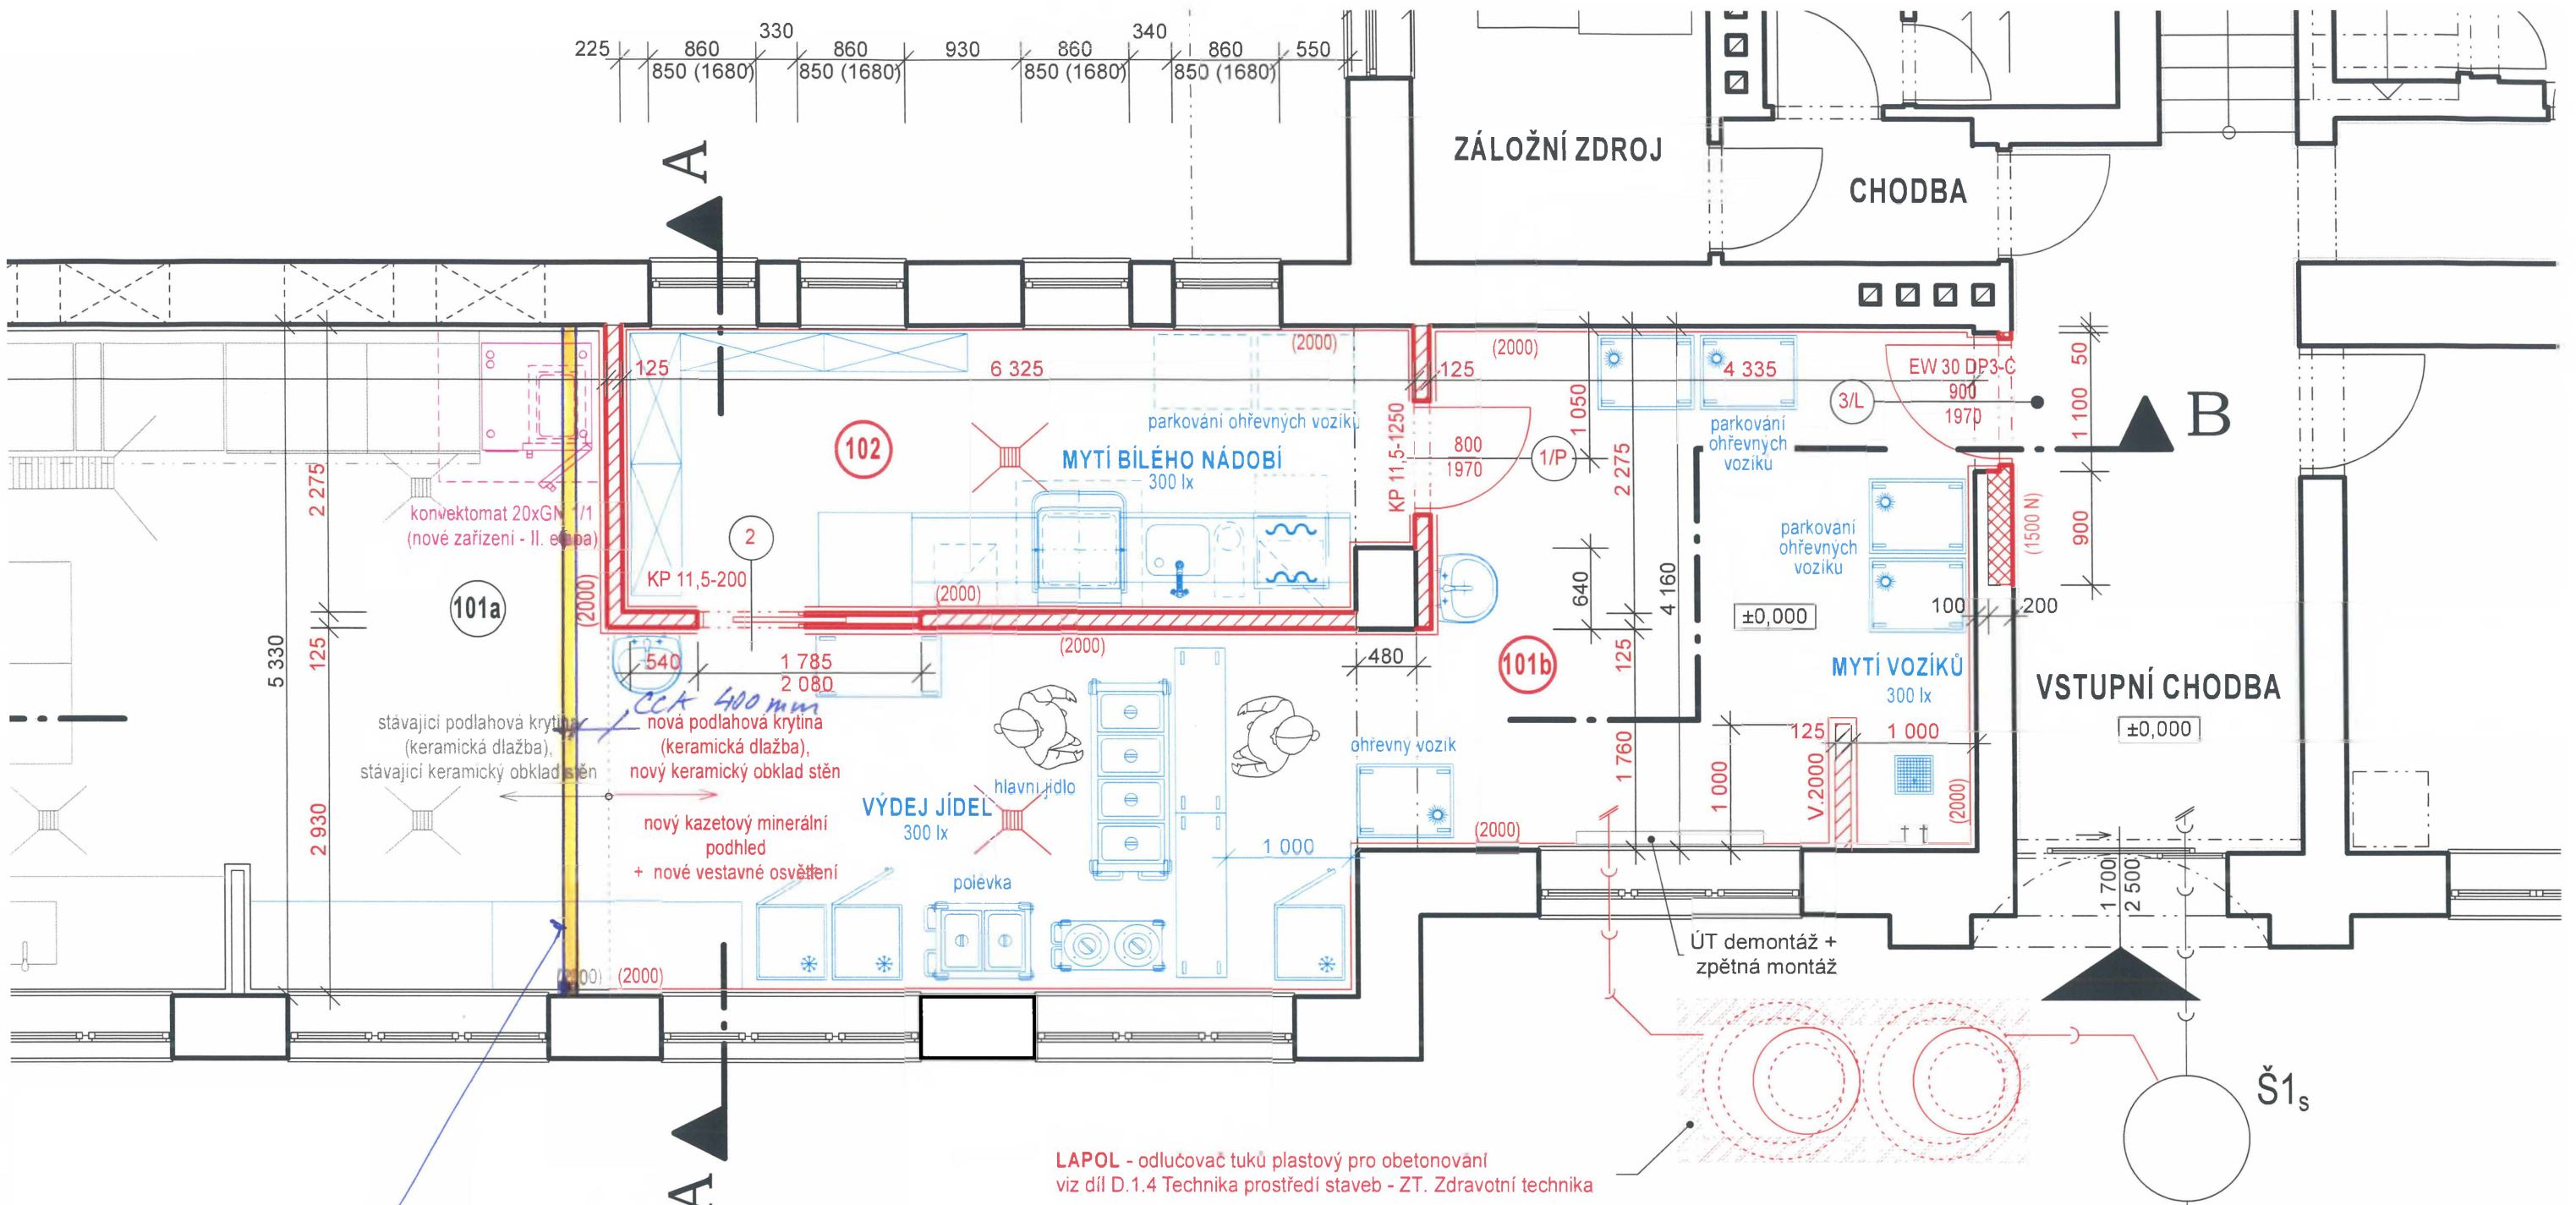 330
340
225
860
860
930
860
860
550
850 (1680)
850 (1680)
850 (1680)
850 (1680)
A
ZÁLOŽNÍ ZDROJ
CHODBA
125
6 325
(2000)
125
(2000)
4 335
EW 30 DP3-C
900
1970
3/L
B
50
1 100
900
(1500 N)
102
parkování ohřevných vozíku
MYTÍ BÍLÉHO NÁDOBÍ
300 lx
KP 11,5-1250
800
1970
1/P
1 050
2 275
parkování
ohřevných
vozíku
parkování
ohřevných
vozíku
konvektomat 20xGN 1/1
(nové zařízení - II. etapa)
2 275
5 330
125
2 930
101a
(2000)
2
KP 11,5-200
(2000)
(2000)
640
4 160
125
1 760
1 000
±0,000
100
200
540
1 785
2 080
480
101b
MYTÍ VOZÍKŮ
300 lx
VSTUPNÍ CHODBA
±0,000
CCA 400 mm
stávající podlahová krytina
(keramická dlažba),
stávající keramický obklad stěn
nová podlahová krytina
(keramická dlažba),
nový keramický obklad stěn
nový kazetový minerální
podhled
+ nové vestavné osvětlení
VÝDEJ JÍDEL
300 lx
hlavní jídlo
polévka
ohřevný vozík
1 000
125
1 000
V.2000
(2000)
(2000)
(2000)
(2000)
1 700
2 500
ÚT demontáž +
zpětná montáž
Š1s
A
LAPOL - odlučovač tuků plastový pro obetonování
viz díl D.1.4 Technika prostředí staveb - ZT. Zdravotní technika